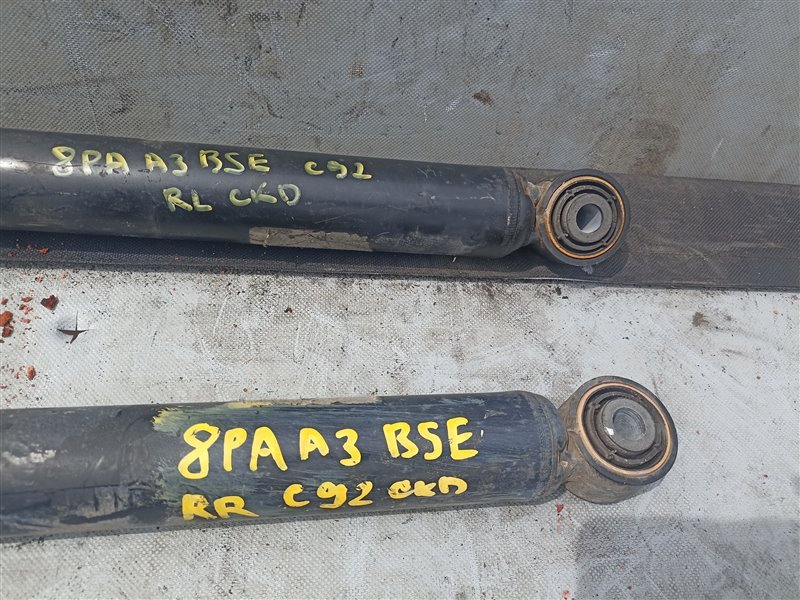 8PA A3 BSE C92
RL CKD
8PA A3 BSE
RR C92 CKD